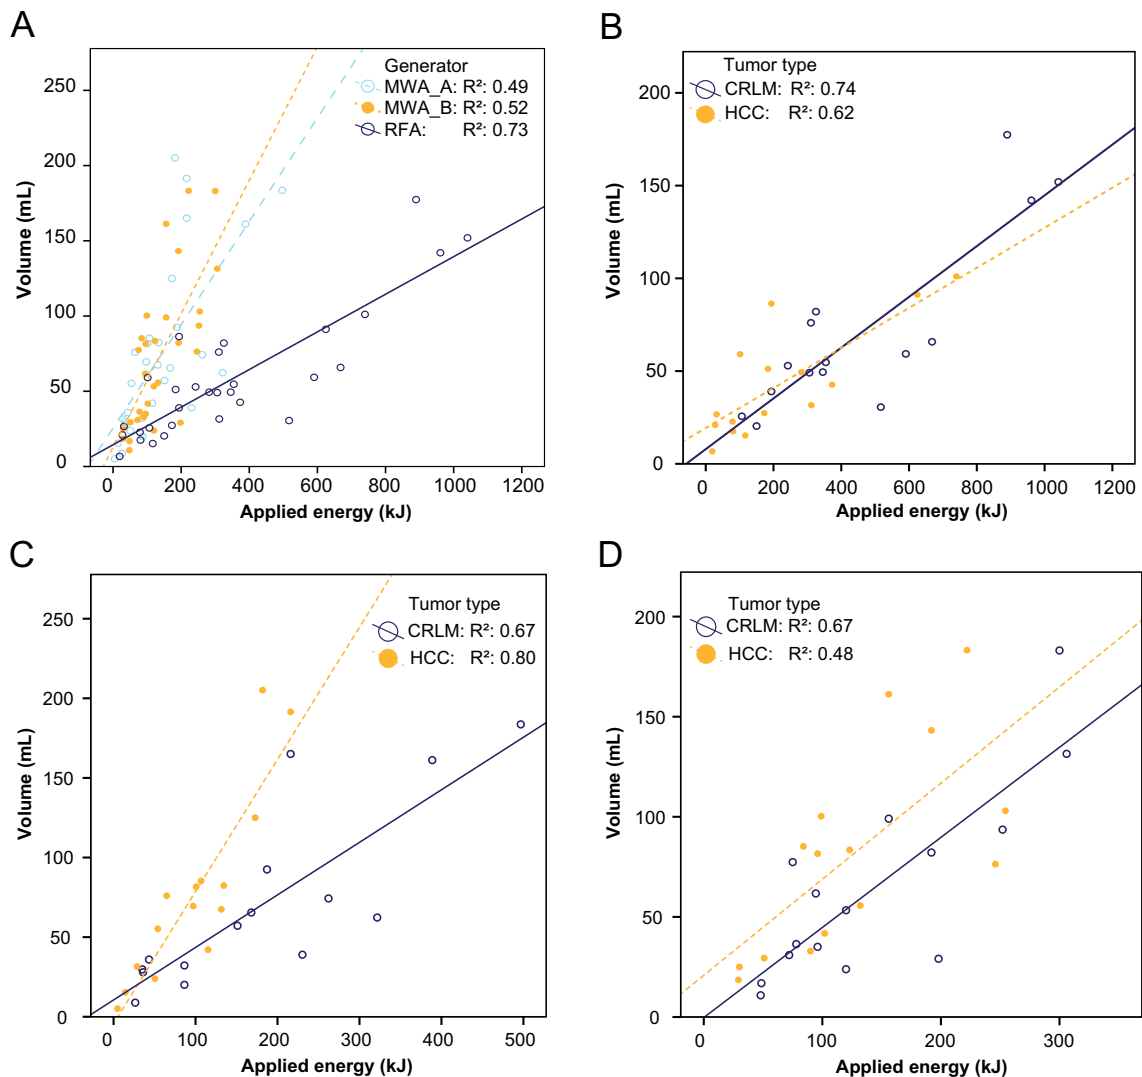 A
Generator
MWA_A: R²: 0.49
MWA_B: R²: 0.52
RFA: R²: 0.73
250
200
150
100
50
0
Volume (mL)
0 200 400 600 800 1000 1200
Applied energy (kJ)
B
Tumor type
CRLM: R²: 0.74
HCC: R²: 0.62
200
150
100
50
0
Volume (mL)
0 200 400 600 800 1000 1200
Applied energy (kJ)
C
Tumor type
CRLM: R²: 0.67
HCC: R²: 0.80
250
200
150
100
50
0
Volume (mL)
0 100 200 300 400 500
Applied energy (kJ)
D
Tumor type
CRLM: R²: 0.67
HCC: R²: 0.48
200
150
100
50
0
Volume (mL)
0 100 200 300
Applied energy (kJ)